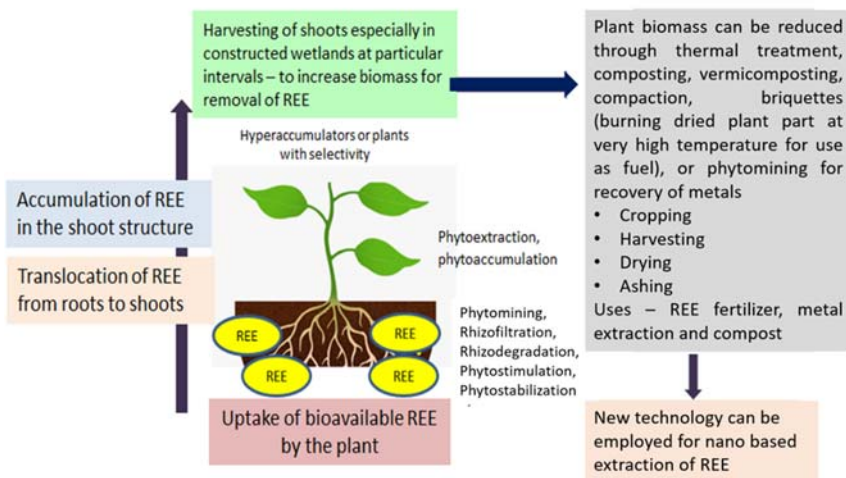 Harvesting of shoots especially in
constructed wetlands at particular
intervals – to increase biomass for
removal of REE
Hyperaccumulators or plants
with selectivity
Accumulation of REE
in the shoot structure
Translocation of REE
from roots to shoots
Phytoextraction,
phytoaccumulation
REE
REE
REE
REE
Phytomining,
Rhizofiltration,
Rhizodegradation,
Phytostimulation,
Phytostabilization
Uptake of bioavailable REE
by the plant
Plant biomass can be reduced
through thermal treatment,
composting, vermicomposting,
compaction, briquettes
(burning dried plant part at
very high temperature for use
as fuel), or phytomining for
recovery of metals
• Cropping
• Harvesting
• Drying
• Ashing
Uses – REE fertilizer, metal
extraction and compost
New technology can be
employed for nano based
extraction of REE